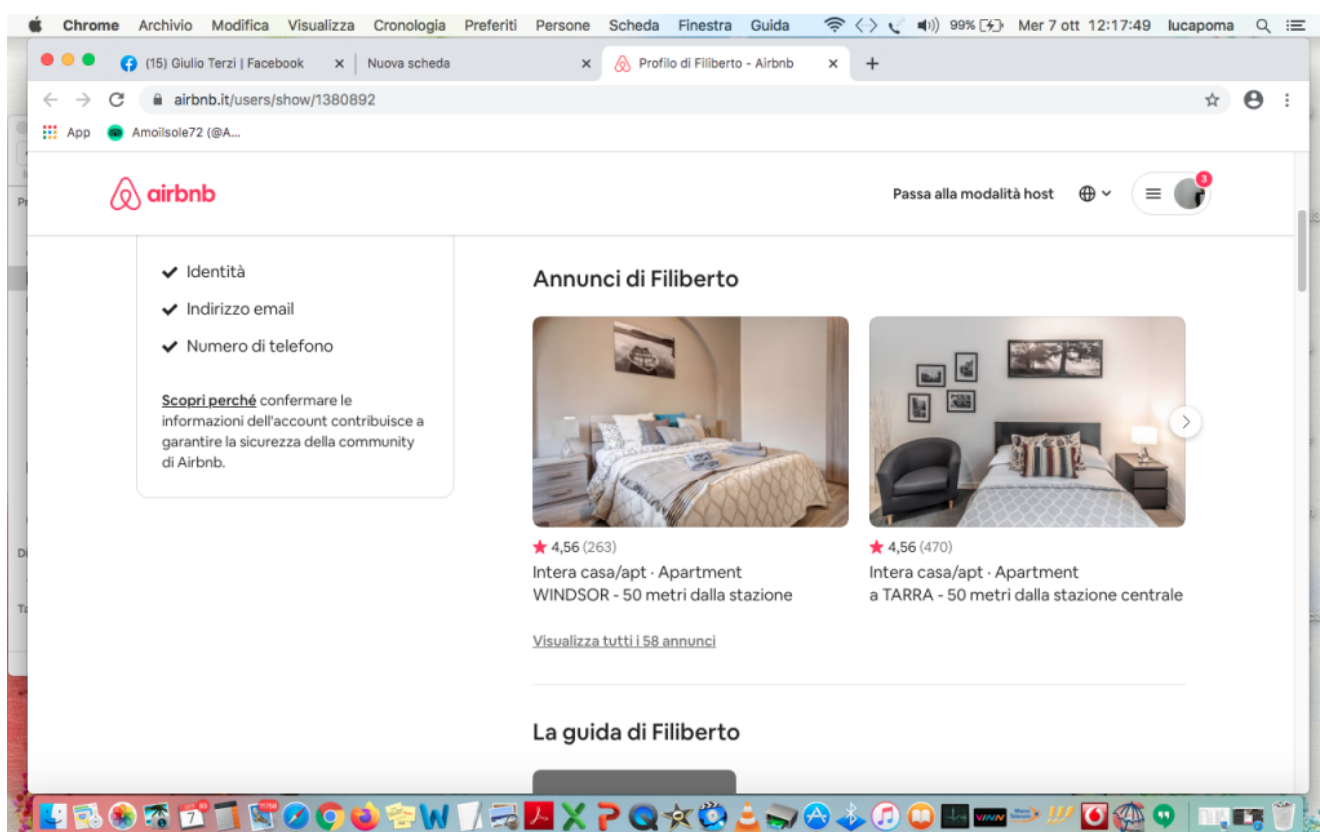 Chrome Archivio Modifica Visualizza Cronologia Preferiti Persone Scheda Finestra Guida 99% Mer 7 ott 12:17:49 lucapoma
(15) Giulio Terzi | Facebook Nuova scheda Profilo di Filiberto - Airbnb
airbnb.it/users/show/1380892
App Amoilsole72 (@A...
airbnb
Passa alla modalità host
3
Identità
Indirizzo email
Numero di telefono
Scopri perché confermare le
informazioni dell'account contribuisce a
garantire la sicurezza della community
di Airbnb.
Annunci di Filiberto
4,56 (263)
Intera casa/apt · Apartment
WINDSOR - 50 metri dalla stazione
4,56 (470)
Intera casa/apt · Apartment
a TARRA - 50 metri dalla stazione centrale
Visualizza tutti i 58 annunci
La guida di Filiberto
7